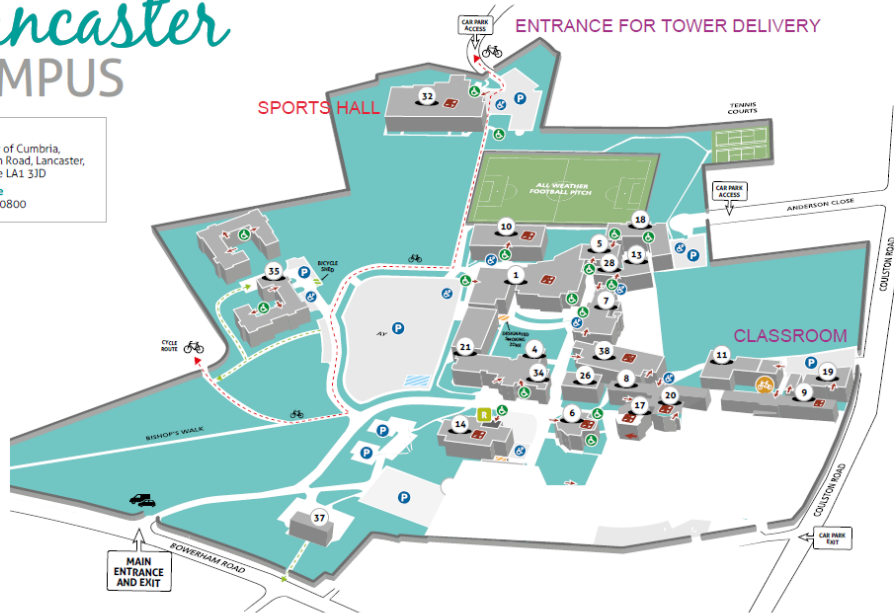 ncaster
MPUS
of Cumbria,
Road, Lancaster,
LA1 3JD
0800
CAR PARK
ACCESS
ENTRANCE FOR TOWER DELIVERY
32
P
SPORTS HALL
TENNIS
COURTS
ALL WEATHER
FOOTBALL PITCH
CAR PARK
ACCESS
ANDERSON CLOSE
COULSTON ROAD
10
18
5
13
28
P
35
P
BICYCLE
SHED
1
7
P
DESIGNATED
SMOKING
ZONE
CYCLE
ROUTE
21
4
38
CLASSROOM
11
P
34
26
8
19
20
9
17
R
6
14
BISHOP'S WALK
P
P
P
37
COULSTON ROAD
CAR PARK
EXIT
BOWERHAM ROAD
MAIN
ENTRANCE
AND EXIT